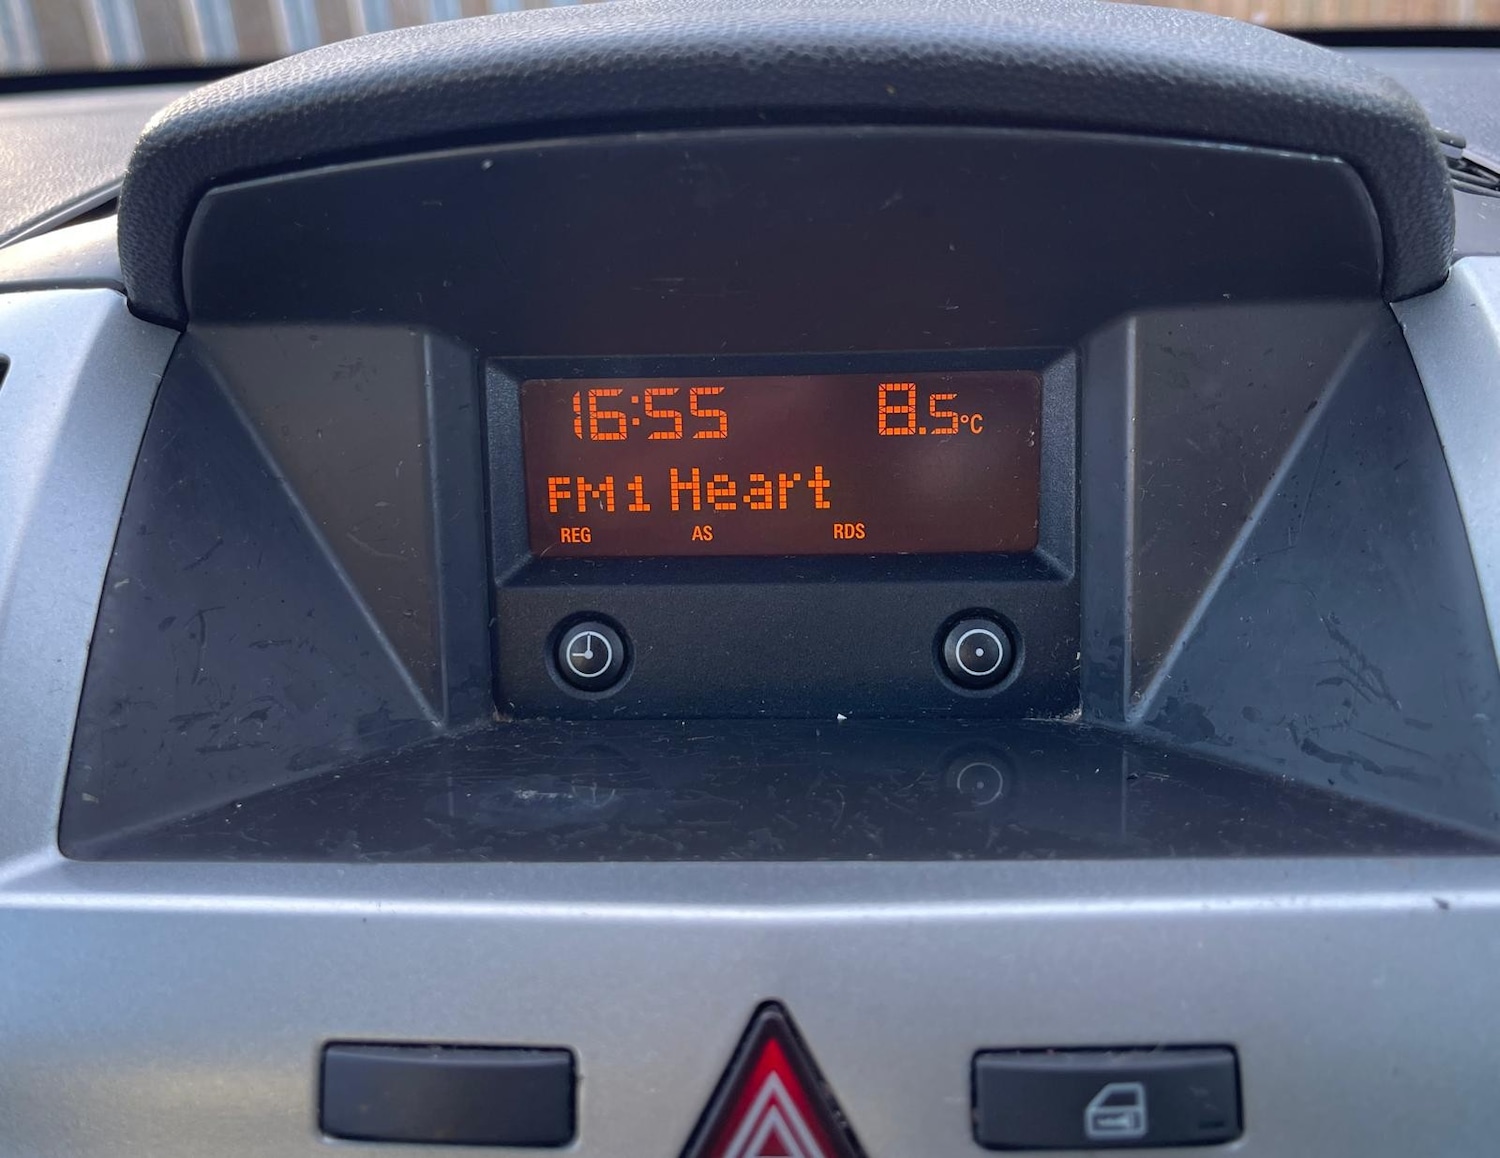 16:55 8.5°C
FM1 Heart
REG AS RDS